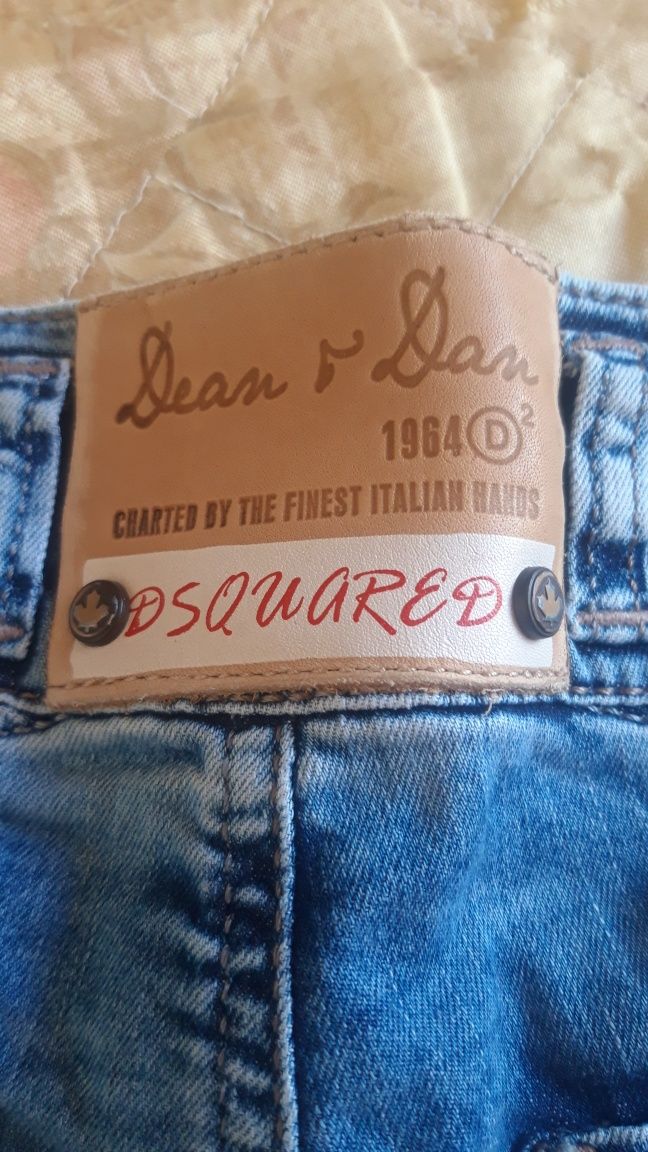 Dean & Dan
1964 D²
CHARTED BY THE FINEST ITALIAN HANDS
DSQUARED